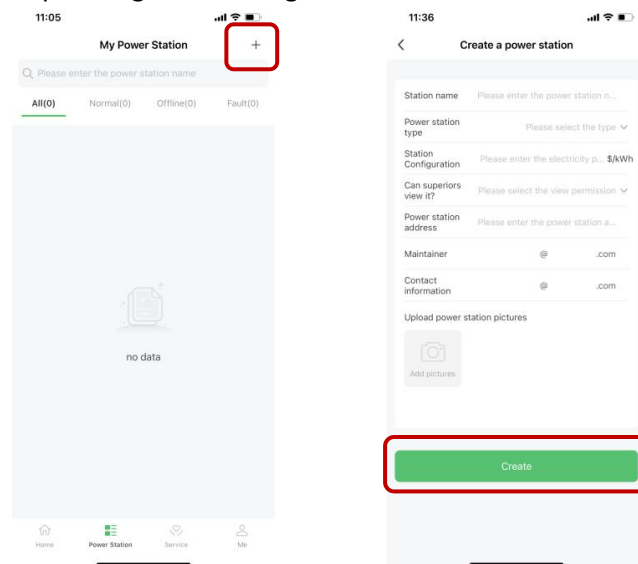 11:05
My Power Station
+
Please enter the power station name
All(0) Normal(0) Offline(0) Fault(0)
no data
Home Power Station Service Me
11:36
Create a power station
Station name Please enter the power station n...
Power station
type
Please select the type
Station
Configuration
Please enter the electricity p... $/kWh
Can superiors
view it?
Please select the view permission
Power station
address
Please enter the power station a...
Maintainer @ .com
Contact
information
@ .com
Upload power station pictures
Add pictures
Create